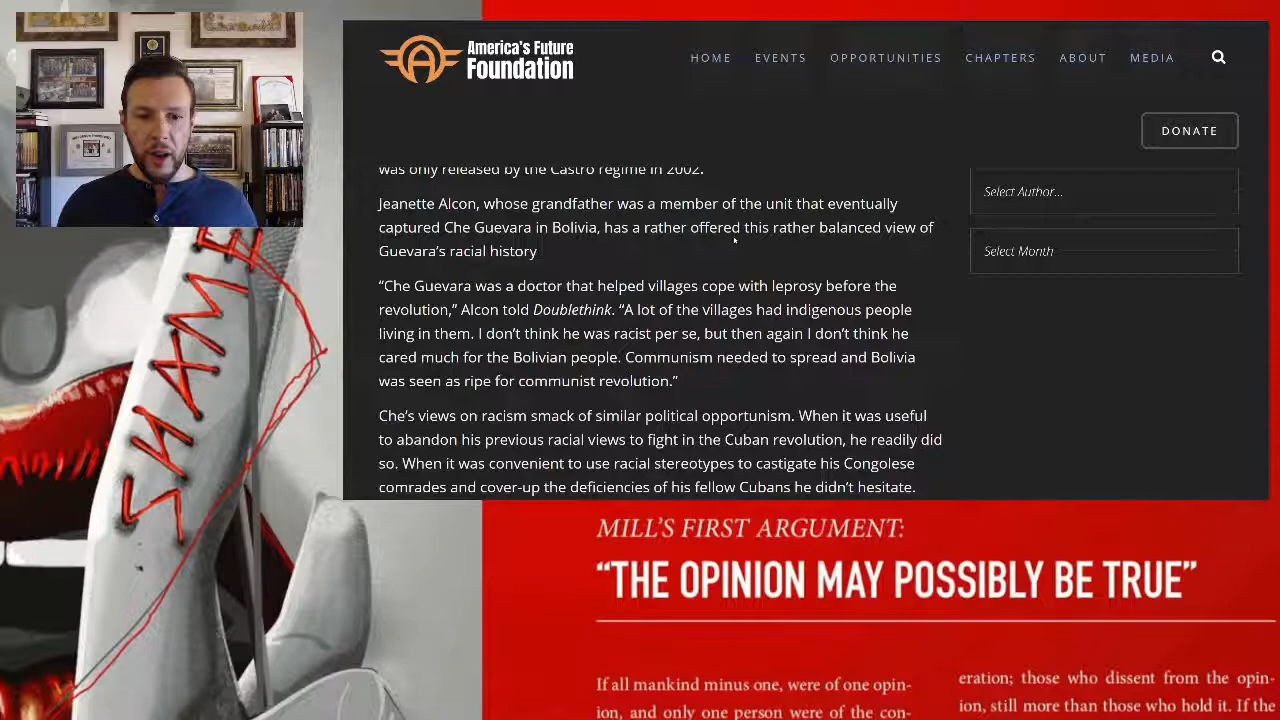 America's Future
Foundation
HOME EVENTS OPPORTUNITIES CHAPTERS ABOUT MEDIA
DONATE
was only released by the Castro regime in 2002.
Jeanette Alcon, whose grandfather was a member of the unit that eventually
captured Che Guevara in Bolivia, has a rather offered this rather balanced view of
Guevara's racial history
“Che Guevara was a doctor that helped villages cope with leprosy before the
revolution,” Alcon told Doublethink. “A lot of the villages had indigenous people
living in them. I don't think he was racist per se, but then again I don't think he
cared much for the Bolivian people. Communism needed to spread and Bolivia
was seen as ripe for communist revolution.”
Che's views on racism smack of similar political opportunism. When it was useful
to abandon his previous racial views to fight in the Cuban revolution, he readily did
so. When it was convenient to use racial stereotypes to castigate his Congolese
comrades and cover-up the deficiencies of his fellow Cubans he didn't hesitate.
Select Author...
Select Month
SHAME
MILL'S FIRST ARGUMENT:
“THE OPINION MAY POSSIBLY BE TRUE”
If all mankind minus one, were of one opin-
ion, and only one person were of the con-
eration; those who dissent from the opin-
ion, still more than those who hold it. If the